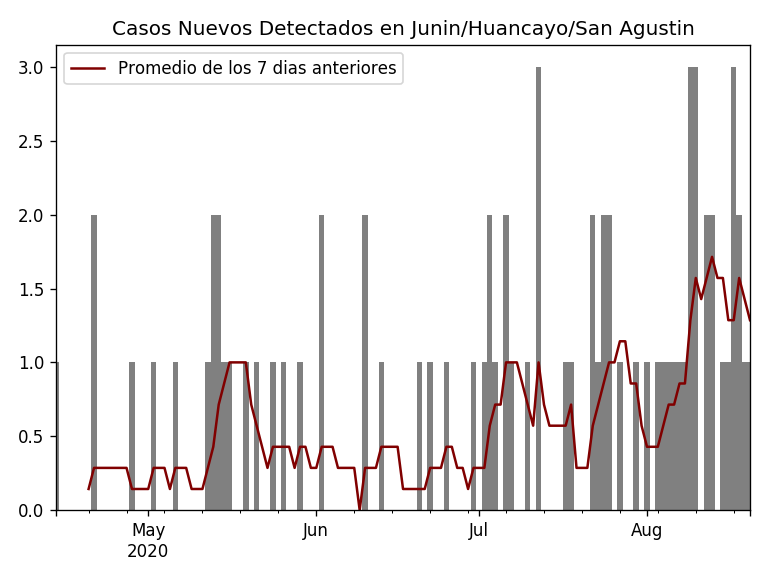 Casos Nuevos Detectados en Junin/Huancayo/San Agustin
Promedio de los 7 dias anteriores
3.0
2.5
2.0
1.5
1.0
0.5
0.0
May
2020
Jun
Jul
Aug